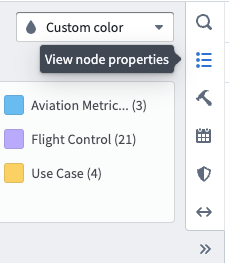 Custom color
View node properties
Aviation Metric... (3)
Flight Control (21)
Use Case (4)